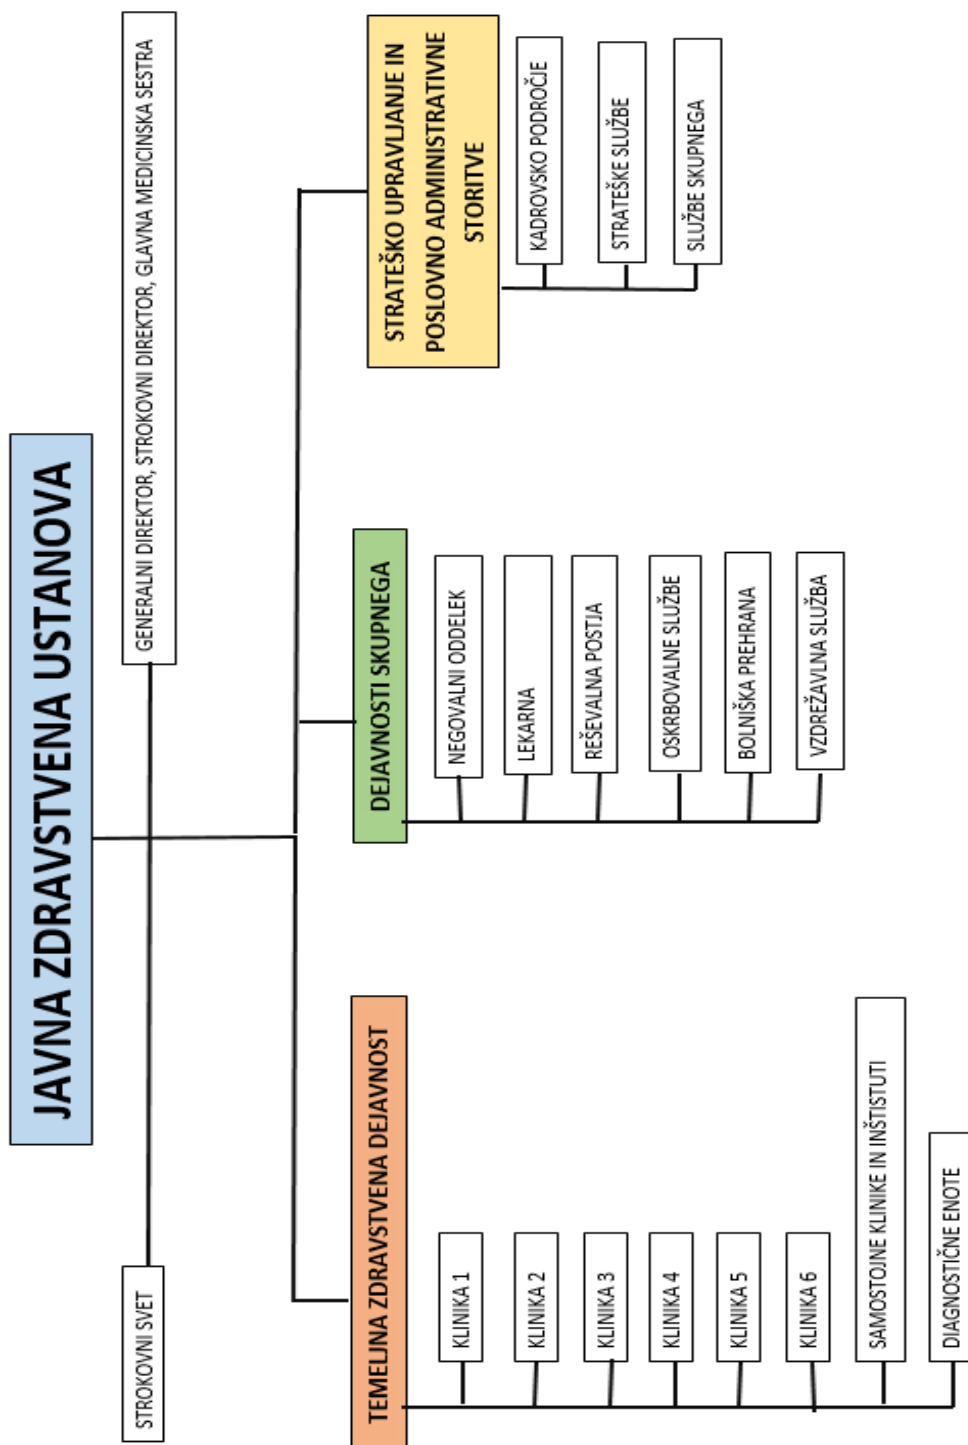 JAVNA ZDRAVSTVENA USTANOVA
STROKOVNI SVET
GENERALNI DIREKTOR, STROKOVNI DIREKTOR, GLAVNA MEDICINSKA SESTRA
TEMELJNA ZDRAVSTVENA DEJAVNOST
KLINIKA 1
KLINIKA 2
KLINIKA 3
KLINIKA 4
KLINIKA 5
KLINIKA 6
SAMOSTOJNE KLINIKE IN INŠTISTUTI
DIAGNOSTIČNE ENOTE
DEJAVNOSTI SKUPNEGA
NEGOVALNI ODDELEK
LEKARNA
REŠEVALNA POSTJA
OSKRBOVALNE SLUŽBE
BOLNIŠKA PREHRANA
VZDREŽAVLNA SLUŽBA
STRATEŠKO UPRAVLJANJE IN
POSLOVNO ADMINISTRATIVNE
STORITVE
KADROVSKO PODROČJE
STRATEŠKE SLUŽBE
SLUŽBE SKUPNEGA